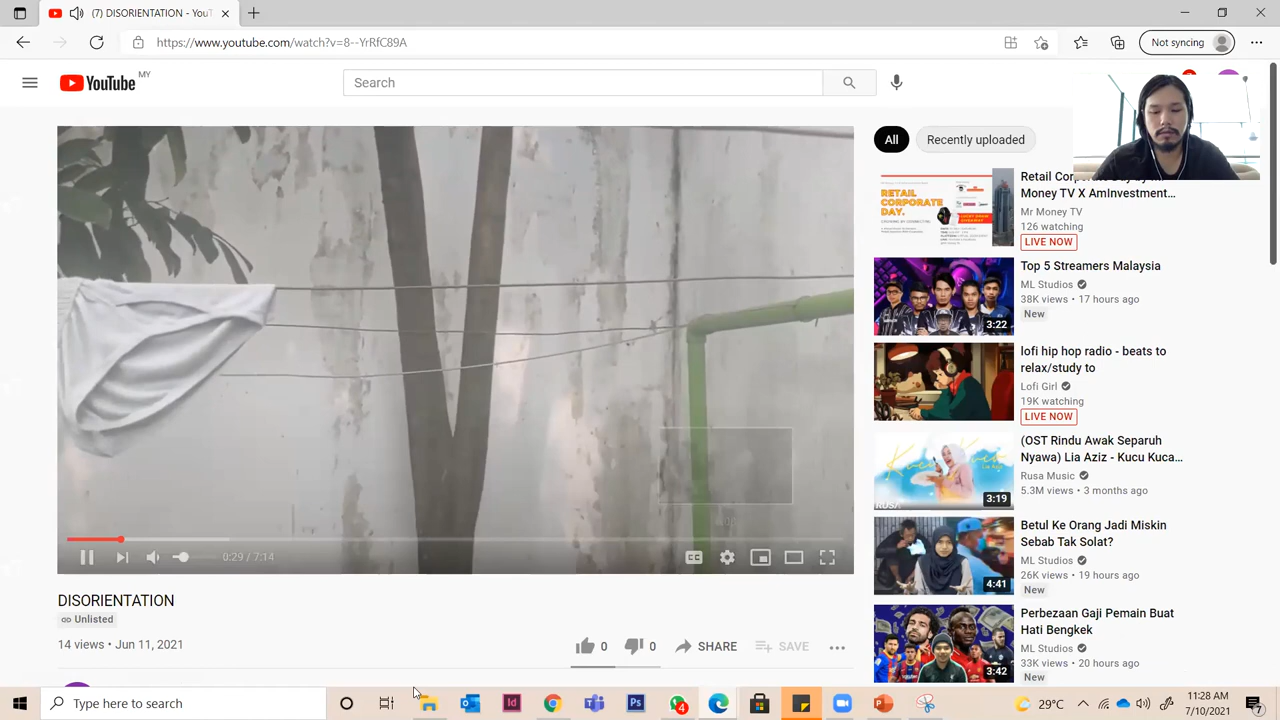 (7) DISORIENTATION - YouT
https://www.youtube.com/watch?v=8--YrRfC89A
Not syncing
YouTube MY
Search
All
Recently uploaded
RETAIL CORPORATE DAY.
Money TV X AmInvestment…
Mr Money TV
126 watching
LIVE NOW
Top 5 Streamers Malaysia
ML Studios
38K views • 17 hours ago
New
3:22
lofi hip hop radio - beats to
relax/study to
Lofi Girl
19K watching
LIVE NOW
(OST Rindu Awak Separuh
Nyawa) Lia Aziz - Kucu Kuca…
Rusa Music
5.3M views • 3 months ago
3:19
RUSA
Betul Ke Orang Jadi Miskin
Sebab Tak Solat?
ML Studios
26K views • 19 hours ago
New
4:41
Perbezaan Gaji Pemain Buat
Hati Bengkek
ML Studios
33K views • 20 hours ago
New
3:42
0:29 / 7:14
CC
DISORIENTATION
Unlisted
14 views • Jun 11, 2021
0
0
SHARE
SAVE
Type here to search
4
29°C
11:28 AM
7/10/2021
7